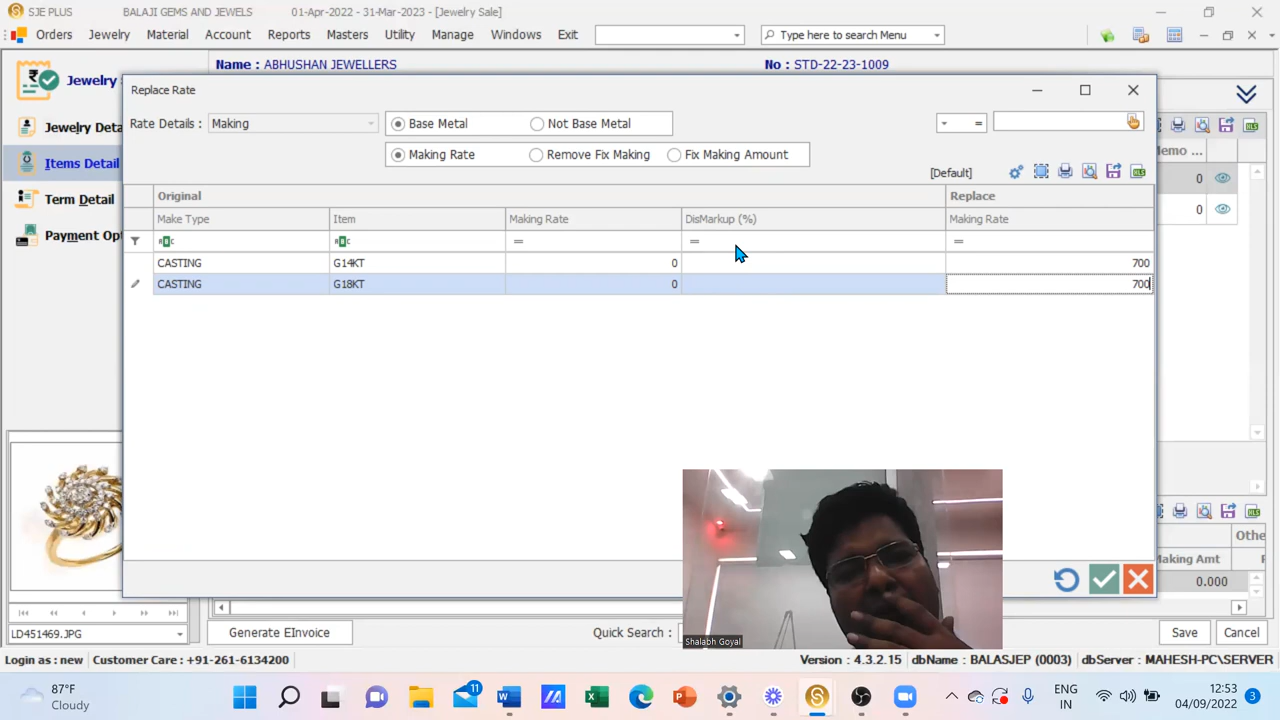 SJE PLUS BALAJI GEMS AND JEWELS 01-Apr-2022 - 31-Mar-2023 - [Jewelry Sale]
Orders Jewelry Material Account Reports Masters Utility Manage Windows Exit Type here to search Menu
Name : ABHUSHAN JEWELLERS No : STD-22-23-1009
Jewelry
Replace Rate
Rate Details : Making Base Metal Not Base Metal =
Jewelry Deta
Making Rate Remove Fix Making Fix Making Amount
Items Detail
[Default]
Original Replace
Term Detail
Make Type Item Making Rate DisMarkup (%) Making Rate
Payment Opt
CASTING G14KT 0 700
CASTING G18KT 0 700
0
0
XLS
Othe
Making Amt
0.000
Shalabh Goyal
LD451469.JPG Generate EInvoice Quick Search : Save Cancel
Login as : new Customer Care : +91-261-6134200 Version : 4.3.2.15 dbName : BALASJEP (0003) dbServer : MAHESH-PC\SERVER
87°F
Cloudy
11
ENG
IN
12:53
04/09/2022
3